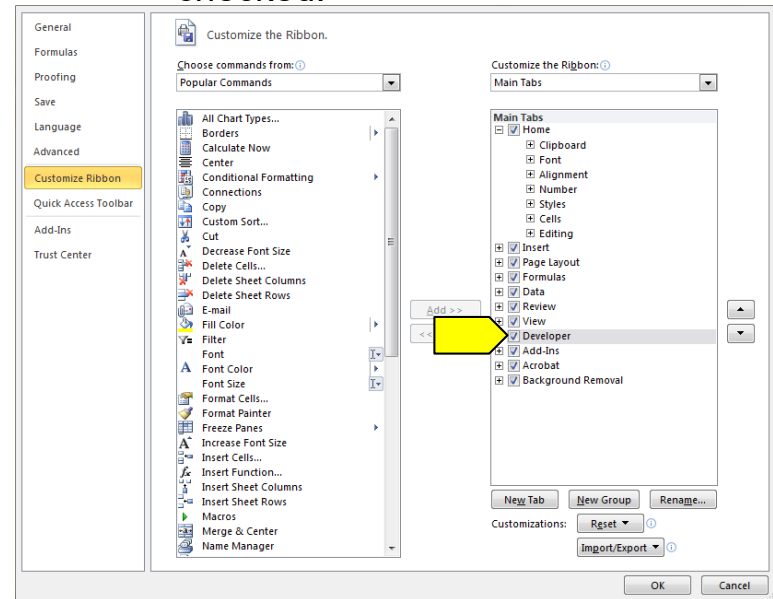 checked.
General
Formulas
Proofing
Save
Language
Advanced
Customize Ribbon
Quick Access Toolbar
Add-Ins
Trust Center
Customize the Ribbon.
Choose commands from:
Popular Commands
All Chart Types...
Borders
Calculate Now
Center
Conditional Formatting
Connections
Copy
Custom Sort...
Cut
Decrease Font Size
Delete Cells...
Delete Sheet Columns
Delete Sheet Rows
E-mail
Fill Color
Filter
Font
Font Color
Font Size
Format Cells...
Format Painter
Freeze Panes
Increase Font Size
Insert Cells...
Insert Function...
Insert Sheet Columns
Insert Sheet Rows
Macros
Merge & Center
Name Manager
Add >>
<<
Customize the Ribbon:
Main Tabs
Main Tabs
Home
Clipboard
Font
Alignment
Number
Styles
Cells
Editing
Insert
Page Layout
Formulas
Data
Review
View
Developer
Add-Ins
Acrobat
Background Removal
New Tab
New Group
Rename...
Customizations:
Reset
Import/Export
OK
Cancel